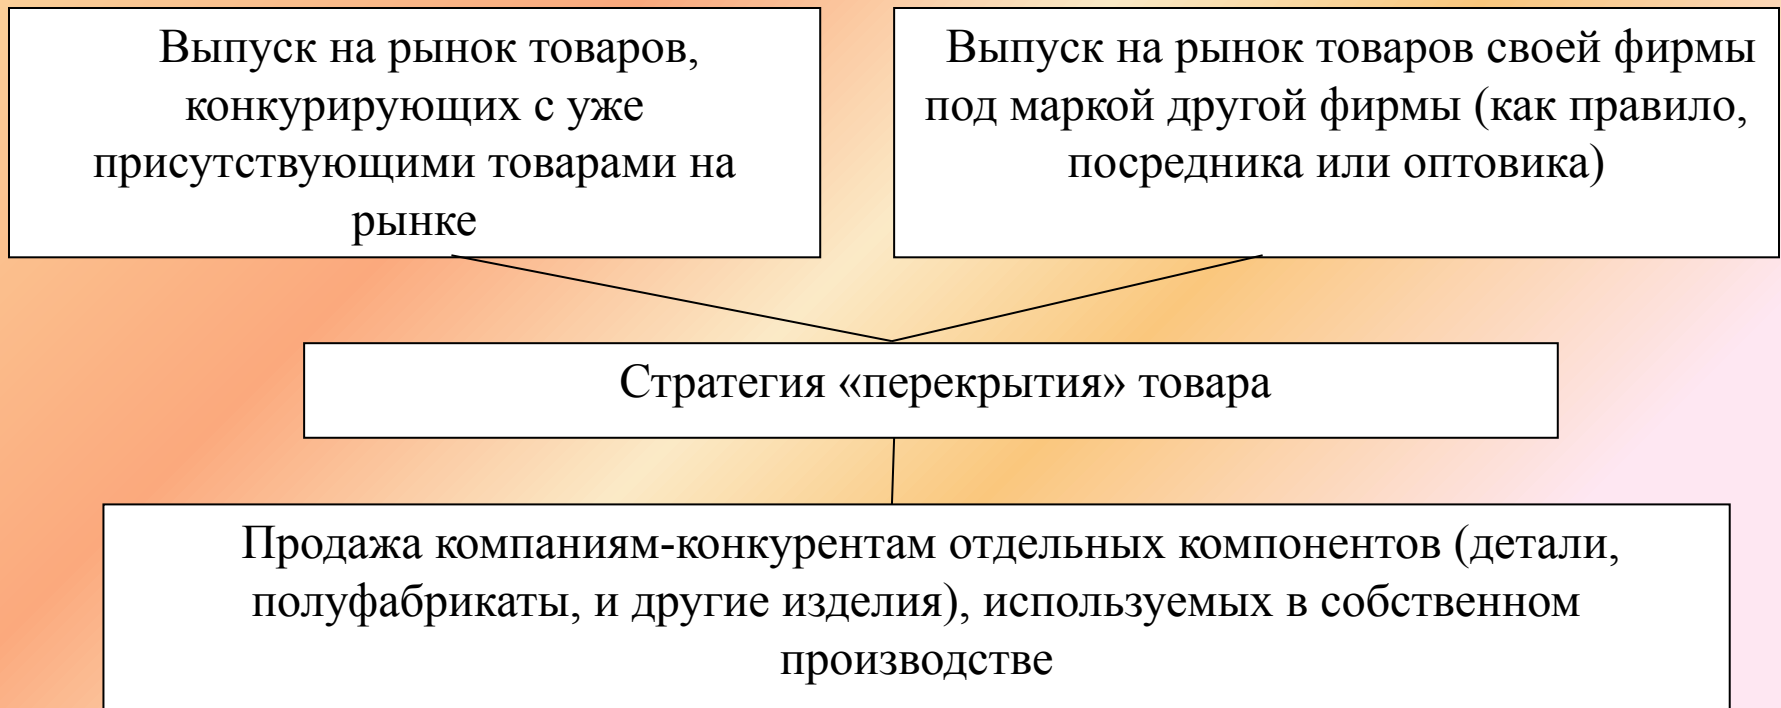 Выпуск на рынок товаров,
конкурирующих с уже
присутствующими товарами на
рынке
Выпуск на рынок товаров своей фирмы
под маркой другой фирмы (как правило,
посредника или оптовика)
Стратегия «перекрытия» товара
Продажа компаниям-конкурентам отдельных компонентов (детали,
полуфабрикаты, и другие изделия), используемых в собственном
производстве